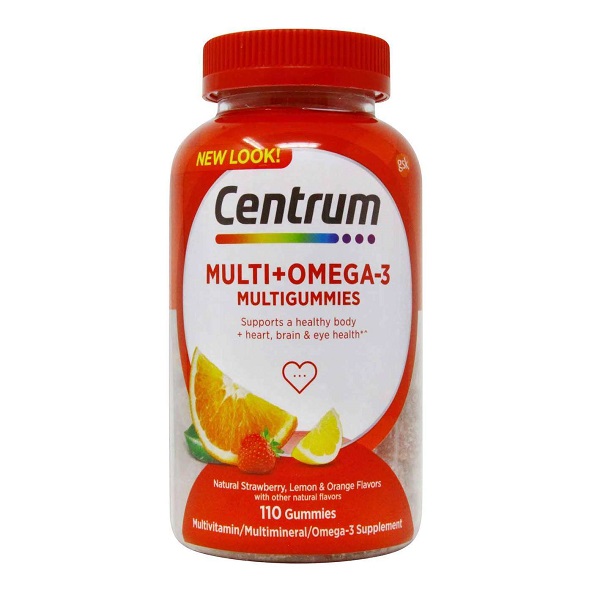 NEW LOOK!
gsk
Centrum
MULTI+OMEGA-3
MULTIGUMMIES
Supports a healthy body
+ heart, brain & eye health*^
Natural Strawberry, Lemon & Orange Flavors
with other natural flavors
110 Gummies
Multivitamin/Multimineral/Omega-3 Supplement